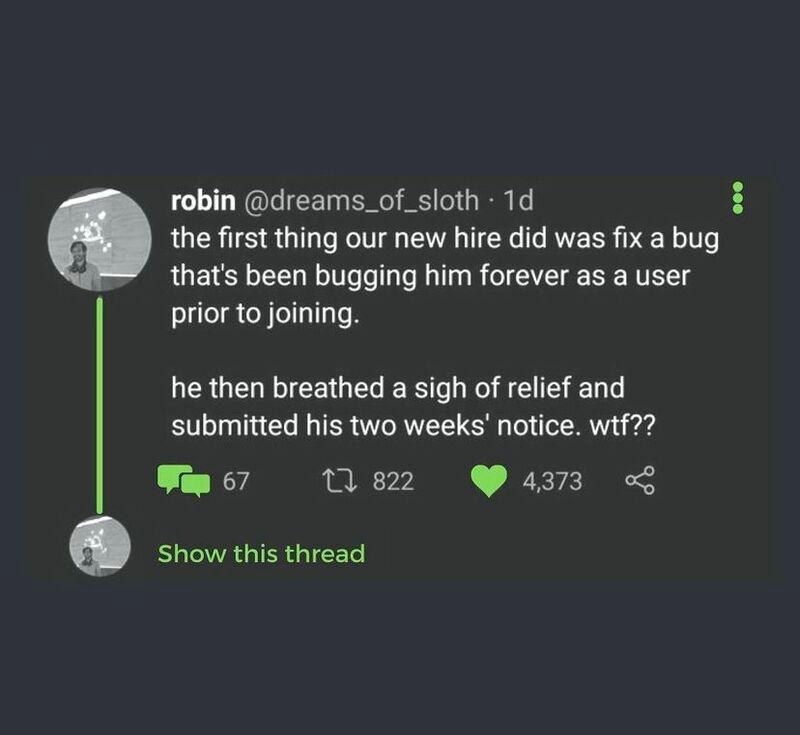 robin @dreams_of_sloth · 1d
the first thing our new hire did was fix a bug
that's been bugging him forever as a user
prior to joining.
he then breathed a sigh of relief and
submitted his two weeks' notice. wtf??
67 822 4,373
Show this thread